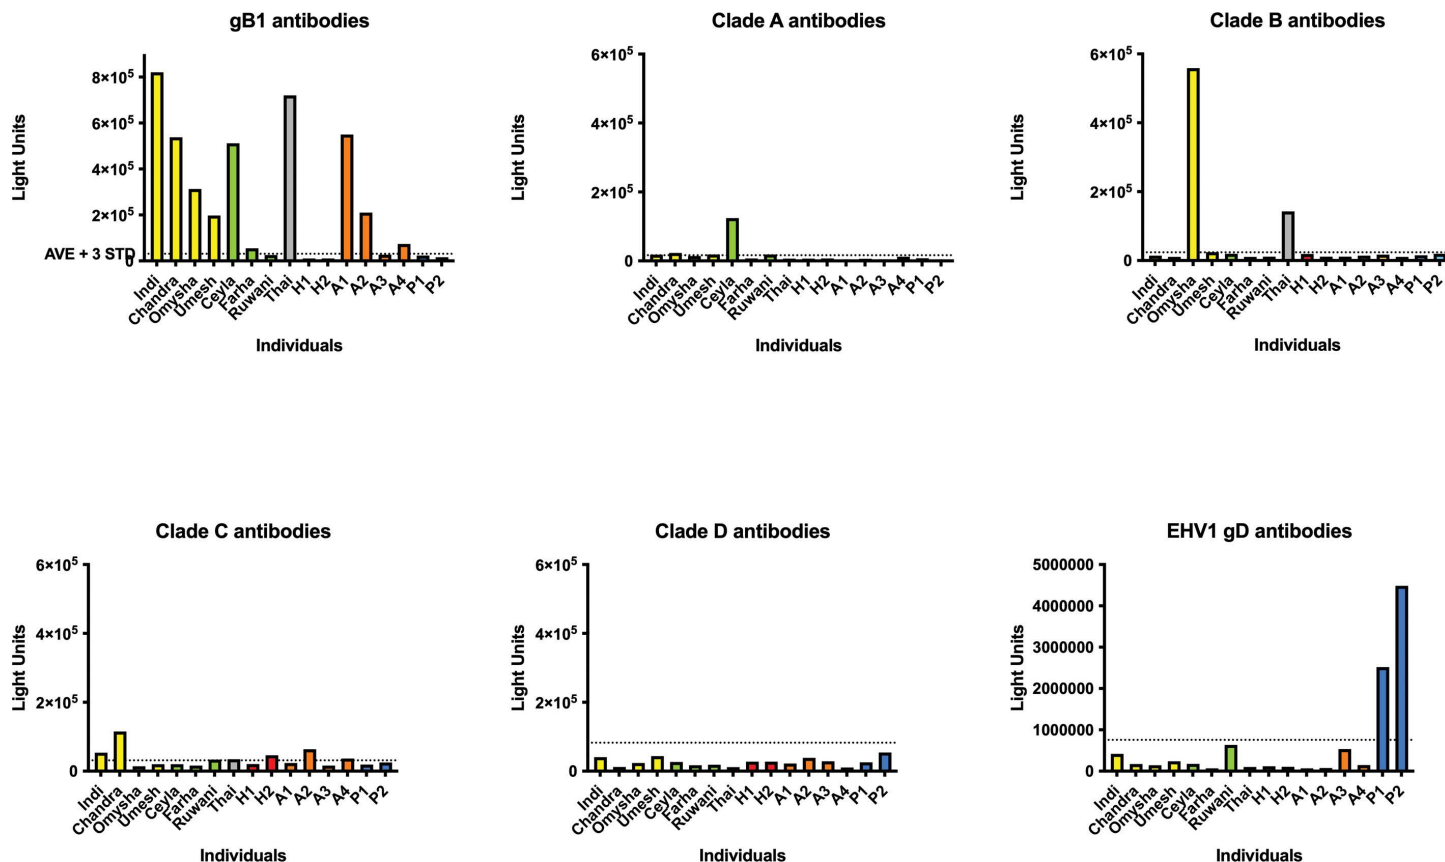 gB1 antibodies
8×10⁵
6×10⁵
4×10⁵
2×10⁵
AVE + 3 STD
0
Light Units
Indi
Chandra
Omysha
Umesh
Ceyla
Farha
Ruwani
Thai
H1
H2
A1
A2
A3
A4
P1
P2
Individuals
Clade A antibodies
6×10⁵
4×10⁵
2×10⁵
0
Light Units
Indi
Chandra
Omysha
Umesh
Ceyla
Farha
Ruwani
Thai
H1
H2
A1
A2
A3
A4
P1
P2
Individuals
Clade B antibodies
6×10⁵
4×10⁵
2×10⁵
0
Light Units
Indi
Chandra
Omysha
Umesh
Ceyla
Farha
Ruwani
Thai
H1
H2
A1
A2
A3
A4
P1
P2
Individuals
Clade C antibodies
6×10⁵
4×10⁵
2×10⁵
0
Light Units
Indi
Chandra
Omysha
Umesh
Ceyla
Farha
Ruwani
Thai
H1
H2
A1
A2
A3
A4
P1
P2
Individuals
Clade D antibodies
6×10⁵
4×10⁵
2×10⁵
0
Light Units
Indi
Chandra
Omysha
Umesh
Ceyla
Farha
Ruwani
Thai
H1
H2
A1
A2
A3
A4
P1
P2
Individuals
EHV1 gD antibodies
5000000
4000000
3000000
2000000
1000000
0
Light Units
Indi
Chandra
Omysha
Umesh
Ceyla
Farha
Ruwani
Thai
H1
H2
A1
A2
A3
A4
P1
P2
Individuals